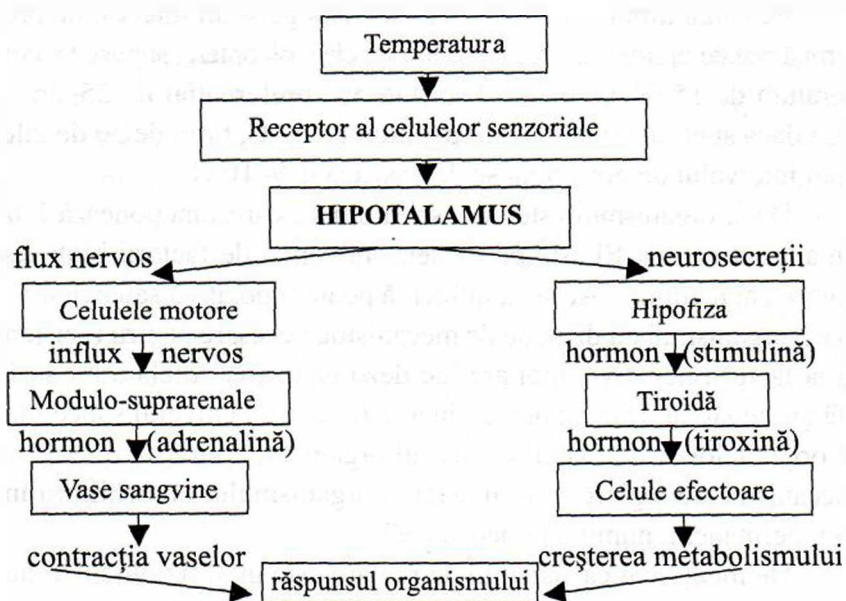 Temperatura
Receptor al celulelor senzoriale
HIPOTALAMUS
flux nervos
neurosecreții
Celulele motore
Hipofiza
influx nervos
hormon (stimulină)
Modulo-suprarenale
Tiroidă
hormon (adrenalină)
hormon (tiroxină)
Vase sangvine
Celule efectoare
contracția vaselor
creşterea metabolismului
răspunsul organismului